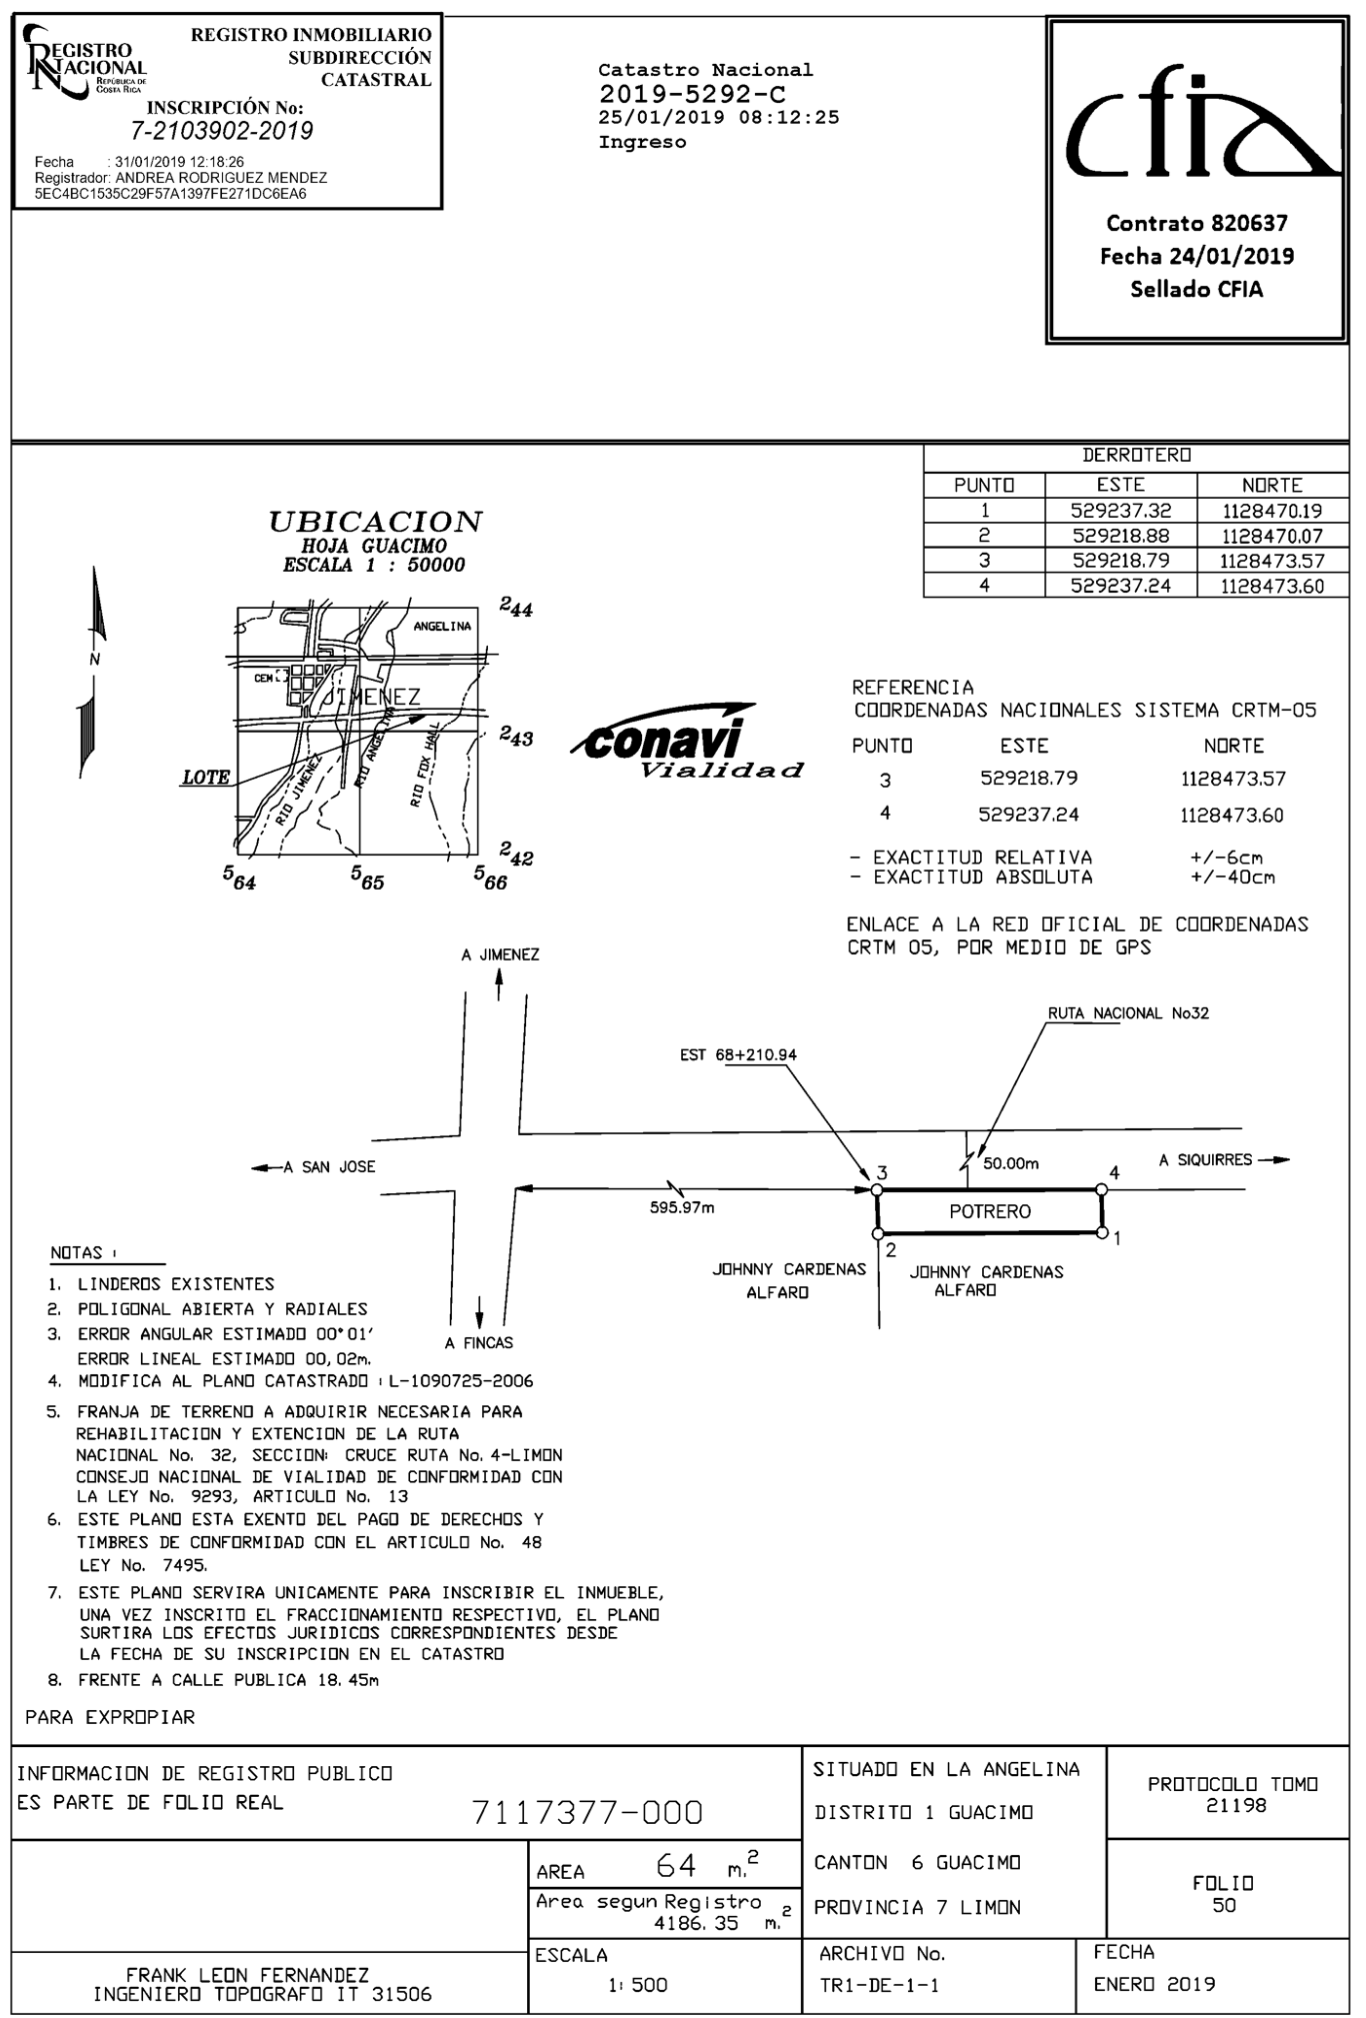 REGISTRO NACIONAL
REPÚBLICA DE COSTA RICA
REGISTRO INMOBILIARIO
SUBDIRECCIÓN
CATASTRAL
INSCRIPCIÓN No:
7-2103902-2019
Fecha : 31/01/2019 12:18:26
Registrador: ANDREA RODRIGUEZ MENDEZ
5EC4BC1535C29F57A1397FE271DC6EA6
Catastro Nacional
2019-5292-C
25/01/2019 08:12:25
Ingreso
cfia
Contrato 820637
Fecha 24/01/2019
Sellado CFIA
DERROTERO
PUNTO ESTE NORTE
1 529237.32 1128470.19
2 529218.88 1128470.07
3 529218.79 1128473.57
4 529237.24 1128473.60
UBICACION
HOJA GUACIMO
ESCALA 1 : 50000
N
244
ANGELINA
CEM
JIMENEZ
243
LOTE
RIO JIMENEZ
RIO ANGELINA
RIO FOX HALL
242
564 565 566
conavi
Vialidad
REFERENCIA
COORDENADAS NACIONALES SISTEMA CRTM-05
PUNTO ESTE NORTE
3 529218.79 1128473.57
4 529237.24 1128473.60
- EXACTITUD RELATIVA +/-6cm
- EXACTITUD ABSOLUTA +/-40cm
ENLACE A LA RED OFICIAL DE COORDENADAS
CRTM 05, POR MEDIO DE GPS
A JIMENEZ
RUTA NACIONAL No32
EST 68+210.94
A SAN JOSE
50.00m
A SIQUIRRES
3
4
595.97m
POTRERO
2
1
JOHNNY CARDENAS
ALFARO
JOHNNY CARDENAS
ALFARO
A FINCAS
NOTAS :
1. LINDEROS EXISTENTES
2. POLIGONAL ABIERTA Y RADIALES
3. ERROR ANGULAR ESTIMADO 00°01'
ERROR LINEAL ESTIMADO 00,02m.
4. MODIFICA AL PLANO CATASTRADO : L-1090725-2006
5. FRANJA DE TERRENO A ADQUIRIR NECESARIA PARA
REHABILITACION Y EXTENCION DE LA RUTA
NACIONAL No. 32, SECCION: CRUCE RUTA No. 4-LIMON
CONSEJO NACIONAL DE VIALIDAD DE CONFORMIDAD CON
LA LEY No. 9293, ARTICULO No. 13
6. ESTE PLANO ESTA EXENTO DEL PAGO DE DERECHOS Y
TIMBRES DE CONFORMIDAD CON EL ARTICULO No. 48
LEY No. 7495.
7. ESTE PLANO SERVIRA UNICAMENTE PARA INSCRIBIR EL INMUEBLE,
UNA VEZ INSCRITO EL FRACCIONAMIENTO RESPECTIVO, EL PLANO
SURTIRA LOS EFECTOS JURIDICOS CORRESPONDIENTES DESDE
LA FECHA DE SU INSCRIPCION EN EL CATASTRO
8. FRENTE A CALLE PUBLICA 18.45m
PARA EXPROPIAR
INFORMACION DE REGISTRO PUBLICO
ES PARTE DE FOLIO REAL
7117377-000
SITUADO EN LA ANGELINA
DISTRITO 1 GUACIMO
CANTON 6 GUACIMO
PROVINCIA 7 LIMON
PROTOCOLO TOMO
21198
FOLIO
50
AREA 64 m.2
Area segun Registro
4186.35 m.2
FRANK LEON FERNANDEZ
INGENIERO TOPOGRAFO IT 31506
ESCALA
1: 500
ARCHIVO No.
TR1-DE-1-1
FECHA
ENERO 2019